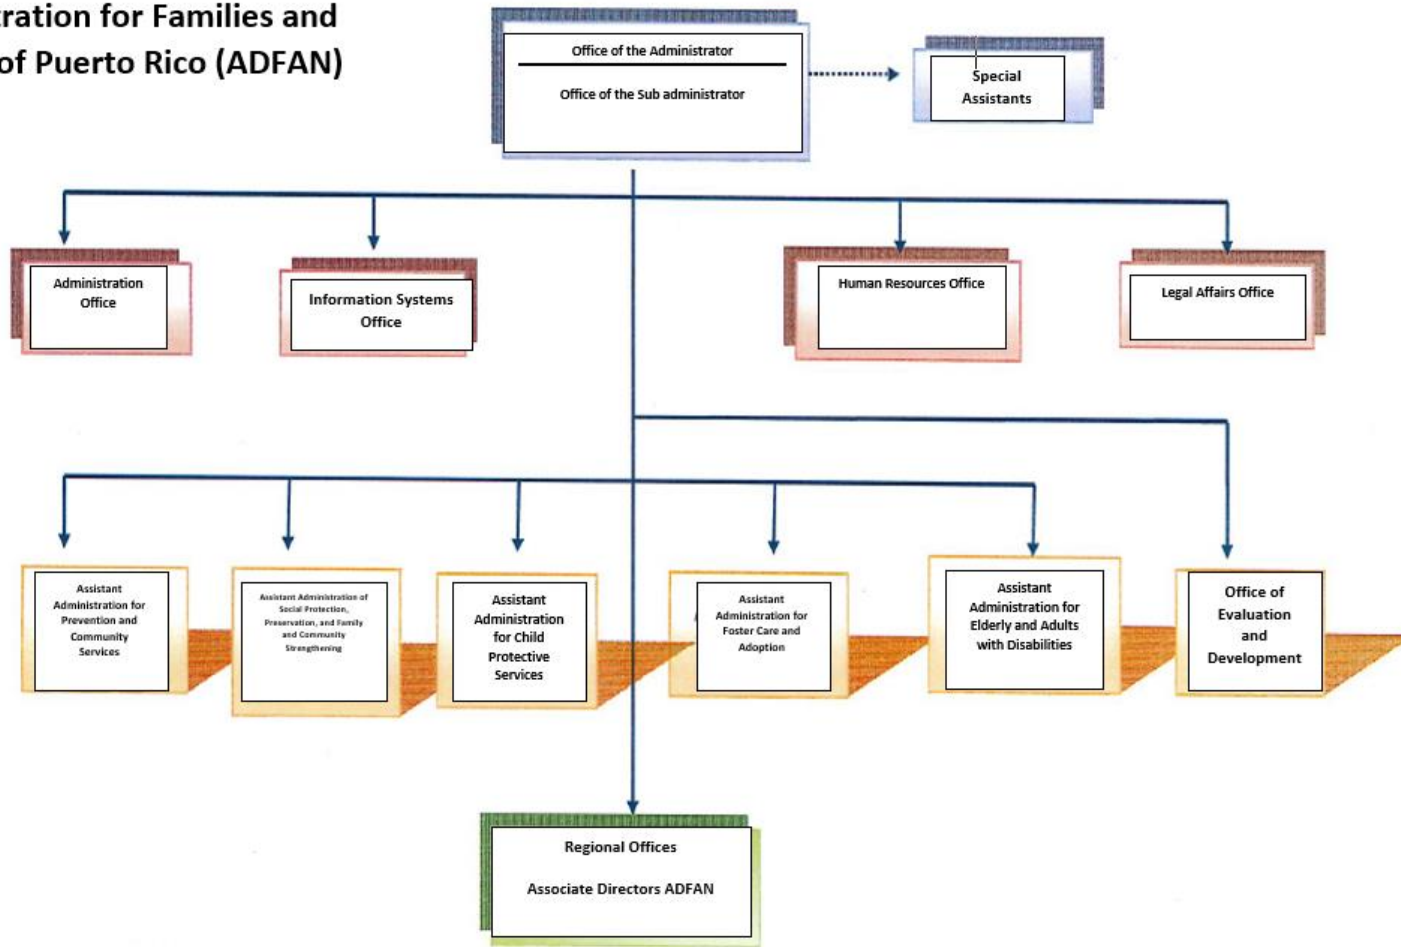 tration for Families and
of Puerto Rico (ADFAN)
Office of the Administrator
Office of the Sub administrator
Special
Assistants
Administration
Office
Information Systems
Office
Human Resources Office
Legal Affairs Office
Assistant
Administration for
Prevention and
Community
Services
Assistant Administration of
Social Protection,
Preservation, and Family
and Community
Strengthening
Assistant
Administration
for Child
Protective
Services
Assistant
Administration for
Foster Care and
Adoption
Assistant
Administration for
Elderly and Adults
with Disabilities
Office of
Evaluation
and
Development
Regional Offices
Associate Directors ADFAN